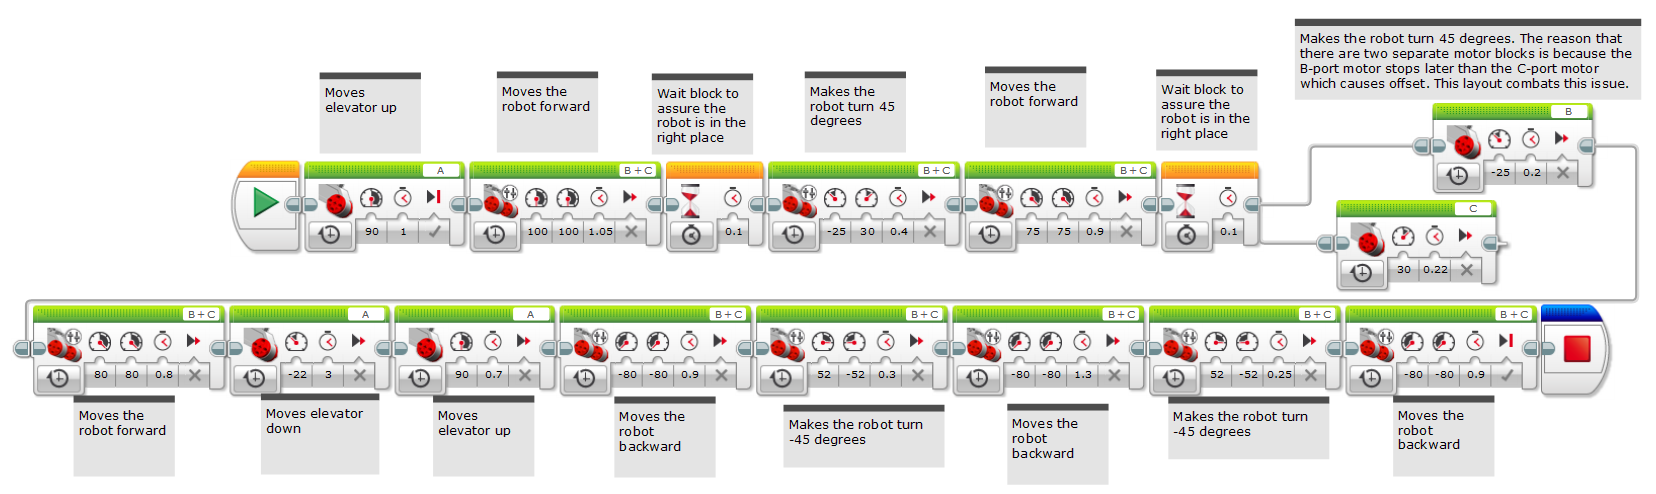 Moves
elevator up
Moves the
robot forward
Wait block to
assure the
robot is in the
right place
Makes the
robot turn 45
degrees
Moves the
robot forward
Wait block to
assure the
robot is in the
right place
Makes the robot turn 45 degrees. The reason that
there are two separate motor blocks is because the
B-port motor stops later than the C-port motor
which causes offset. This layout combats this issue.
A
90 1
B+C
100 100 1.05
0.1
B+C
-25 30 0.4
B+C
75 75 0.9
0.1
B
-25 0.2
C
30 0.22
B+C
80 80 0.8
A
-22 3
A
90 0.7
B+C
-80 -80 0.9
B+C
52 -52 0.3
B+C
-80 -80 1.3
B+C
52 -52 0.25
B+C
-80 -80 0.9
Moves the
robot forward
Moves elevator
down
Moves
elevator up
Moves the
robot
backward
Makes the robot turn
-45 degrees
Moves the
robot
backward
Makes the robot turn
-45 degrees
Moves the
robot
backward